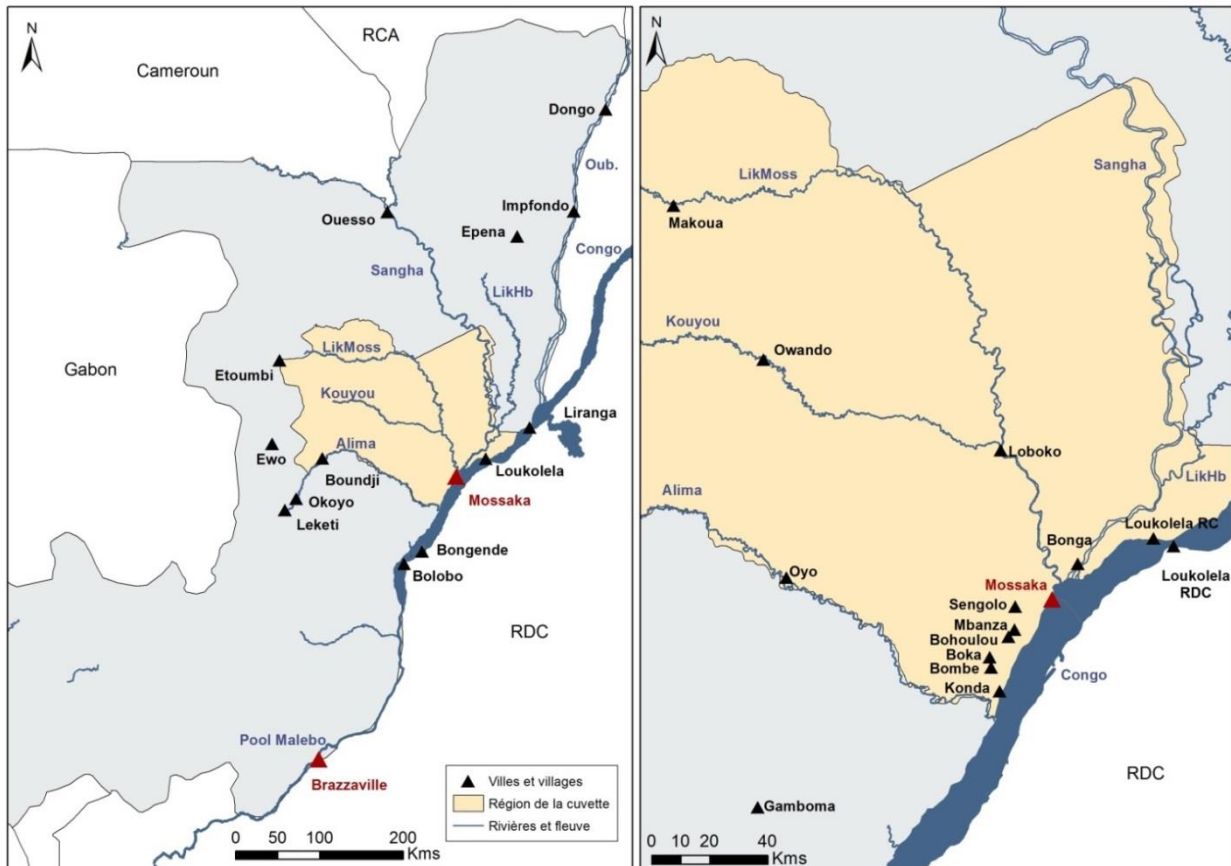 N
RCA
Cameroun
Dongo
Oub.
Ouesso
Impfondo
Epena
Congo
Sangha
LikHb
LikMoss
Etoumbi
Gabon
Kouyou
Liranga
Alima
Ewo
Boundji
Loukolela
Okoyo
Mossaka
Leketi
Bongende
Bolobo
RDC
Pool Malebo
Brazzaville
Villes et villages
Région de la cuvette
Rivières et fleuve
0 50 100 200
Kms
N
LikMoss
Sangha
Makoua
Kouyou
Owando
Loboko
LikHb
Alima
Loukolela RC
Bonga
Oyo
Loukolela
RDC
Mossaka
Sengolo
Mbanza
Bohoulou
Boka
Bombe
Congo
Konda
RDC
Gamboma
0 10 20 40
Kms